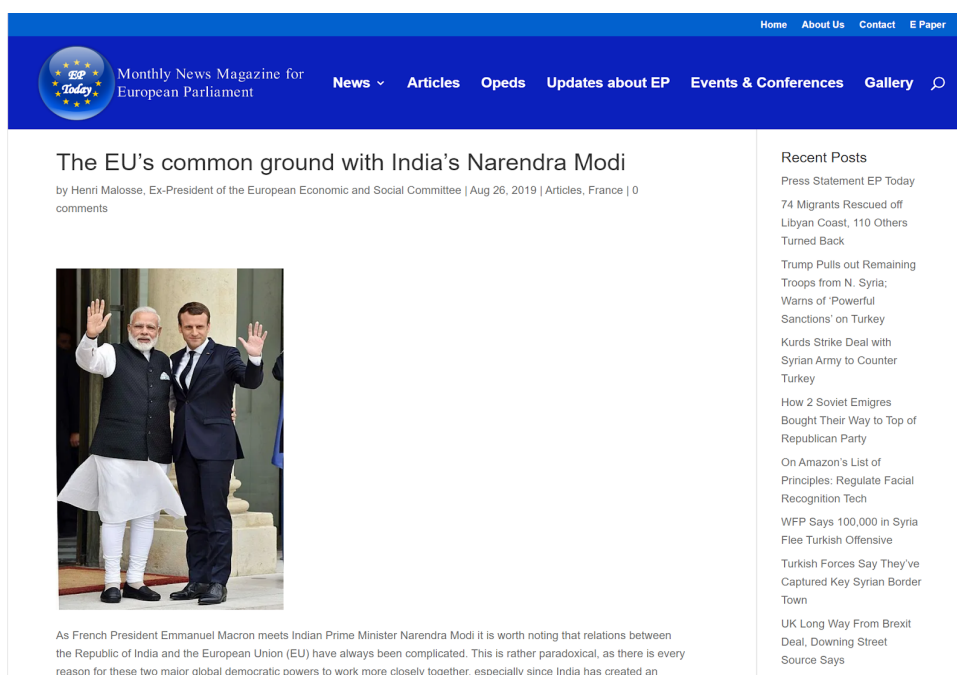 Home About Us Contact E Paper
EP
Today
Monthly News Magazine for
European Parliament
News Articles Opeds Updates about EP Events & Conferences Gallery
The EU’s common ground with India’s Narendra Modi
by Henri Malosse, Ex-President of the European Economic and Social Committee | Aug 26, 2019 | Articles, France | 0
comments
As French President Emmanuel Macron meets Indian Prime Minister Narendra Modi it is worth noting that relations between
the Republic of India and the European Union (EU) have always been complicated. This is rather paradoxical, as there is every
reason for these two major global democratic powers to work more closely together, especially since India has created an
Recent Posts
Press Statement EP Today
74 Migrants Rescued off
Libyan Coast, 110 Others
Turned Back
Trump Pulls out Remaining
Troops from N. Syria;
Warns of ‘Powerful
Sanctions’ on Turkey
Kurds Strike Deal with
Syrian Army to Counter
Turkey
How 2 Soviet Emigres
Bought Their Way to Top of
Republican Party
On Amazon’s List of
Principles: Regulate Facial
Recognition Tech
WFP Says 100,000 in Syria
Flee Turkish Offensive
Turkish Forces Say They’ve
Captured Key Syrian Border
Town
UK Long Way From Brexit
Deal, Downing Street
Source Says